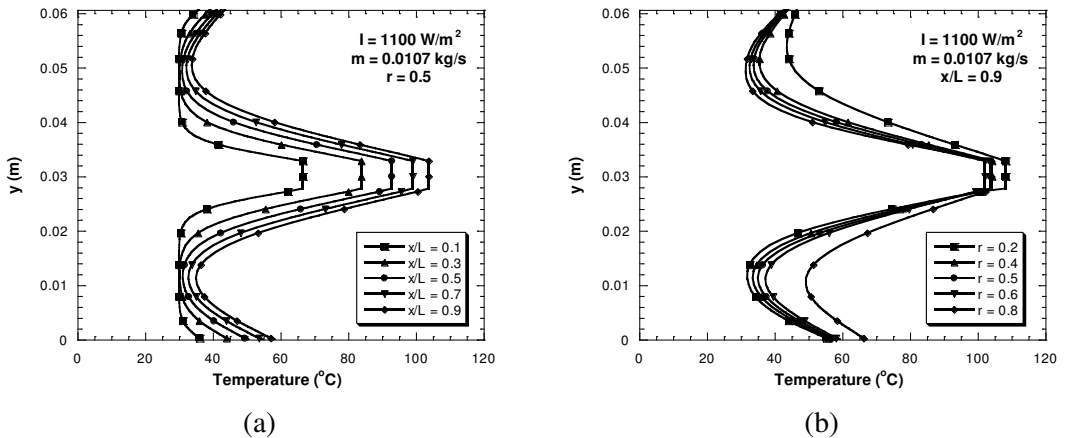 I = 1100 W/m²
m = 0.0107 kg/s
r = 0.5
y (m)
0.06
0.05
0.04
0.03
0.02
0.01
0
x/L = 0.1
x/L = 0.3
x/L = 0.5
x/L = 0.7
x/L = 0.9
0 20 40 60 80 100 120
Temperature (°C)
(a)
I = 1100 W/m²
m = 0.0107 kg/s
x/L = 0.9
y (m)
0.06
0.05
0.04
0.03
0.02
0.01
0
r = 0.2
r = 0.4
r = 0.5
r = 0.6
r = 0.8
0 20 40 60 80 100 120
Temperature (°C)
(b)